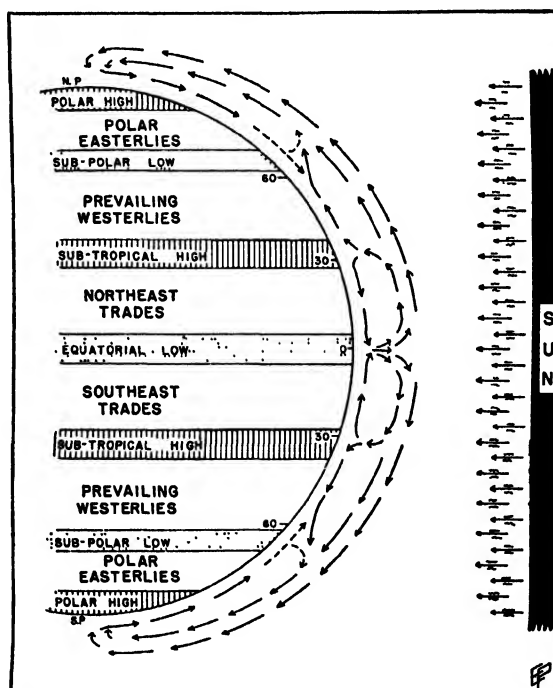 N.P
POLAR HIGH
POLAR
EASTERLIES
SUB-POLAR LOW
60
PREVAILING
WESTERLIES
SUB-TROPICAL HIGH
30
NORTHEAST
TRADES
EQUATORIAL LOW
SOUTHEAST
TRADES
30
SUB-TROPICAL HIGH
PREVAILING
WESTERLIES
60
SUB-POLAR LOW
POLAR
EASTERLIES
POLAR HIGH
S.P
SUN